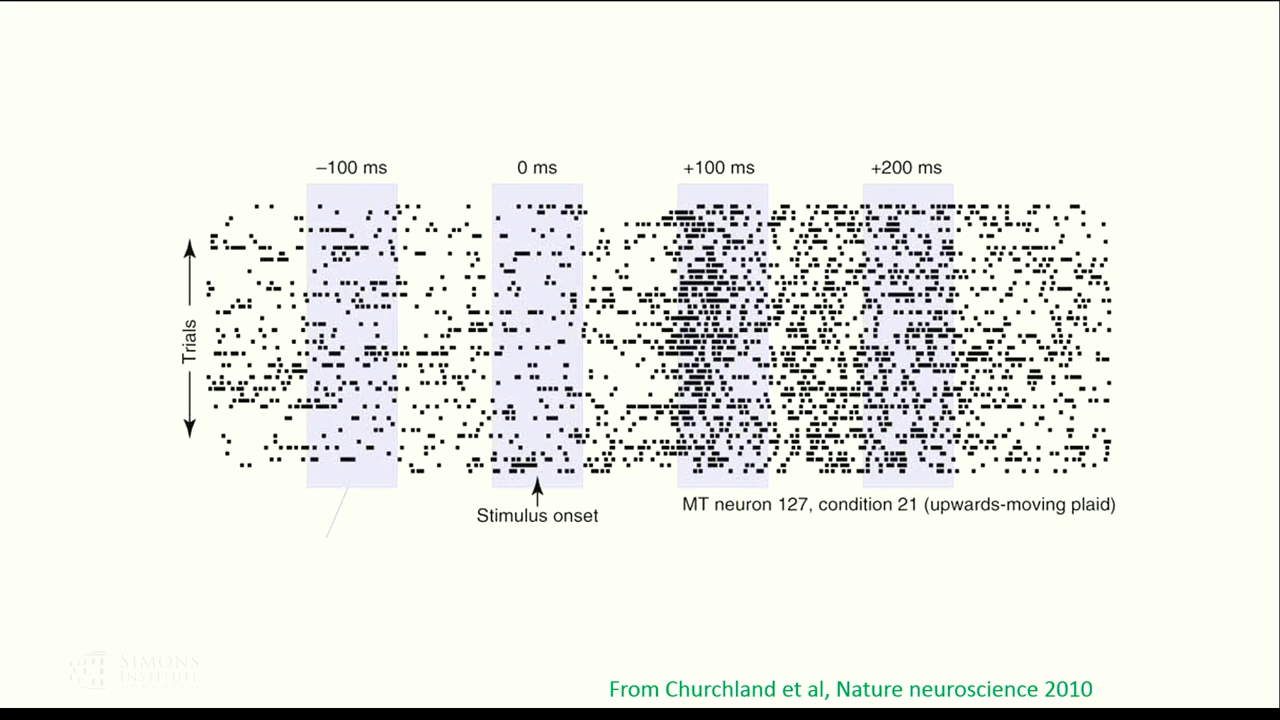 −100 ms
0 ms
+100 ms
+200 ms
Trials
Stimulus onset
MT neuron 127, condition 21 (upwards-moving plaid)
SIMONS
INSTITUTE
From Churchland et al, Nature neuroscience 2010